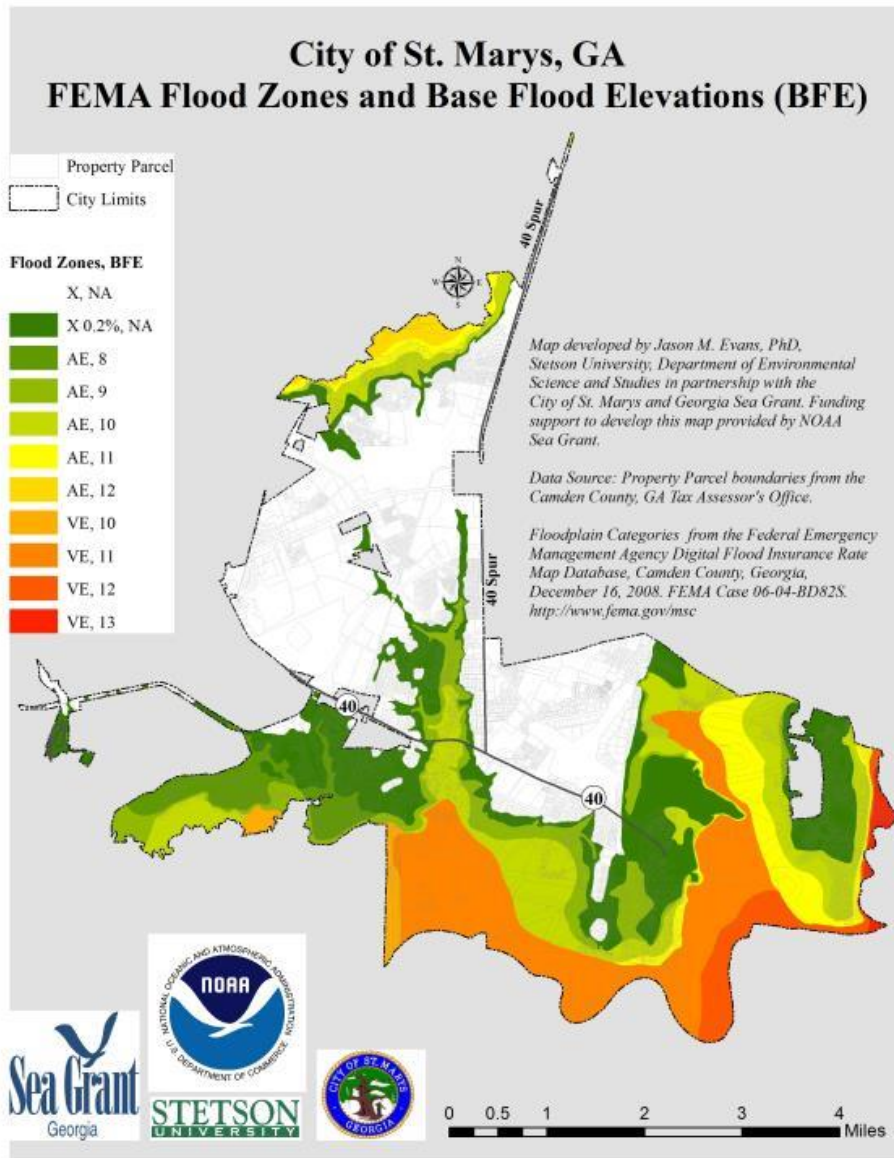 City of St. Marys, GA
FEMA Flood Zones and Base Flood Elevations (BFE)
Property Parcel
City Limits
Flood Zones, BFE
X, NA
X 0.2%, NA
AE, 8
AE, 9
AE, 10
AE, 11
AE, 12
VE, 10
VE, 11
VE, 12
VE, 13
40 Spur
N
W
E
S
Map developed by Jason M. Evans, PhD,
Stetson University, Department of Environmental
Science and Studies in partnership with the
City of St. Marys and Georgia Sea Grant. Funding
support to develop this map provided by NOAA
Sea Grant.
Data Source: Property Parcel boundaries from the
Camden County, GA Tax Assessor's Office.
Floodplain Categories from the Federal Emergency
Management Agency Digital Flood Insurance Rate
Map Database, Camden County, Georgia,
December 16, 2008. FEMA Case 06-04-BD82S.
http://www.fema.gov/msc
40 Spur
40
40
NATIONAL OCEANIC AND ATMOSPHERIC ADMINISTRATION
NOAA
U.S. DEPARTMENT OF COMMERCE
Sea Grant
Georgia
STETSON
UNIVERSITY
CITY OF ST. MARYS
GEORGIA
0 0.5 1 2 3 4
Miles